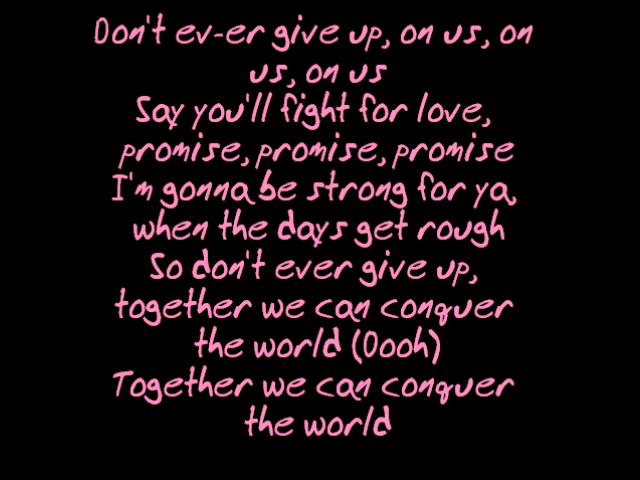 Don't ev-er give up, on us, on
us, on us
Say you'll fight for love,
promise, promise, promise
I'm gonna be strong for ya,
when the days get rough
So don't ever give up,
together we can conquer
the world (Oooh)
Together we can conquer
the world